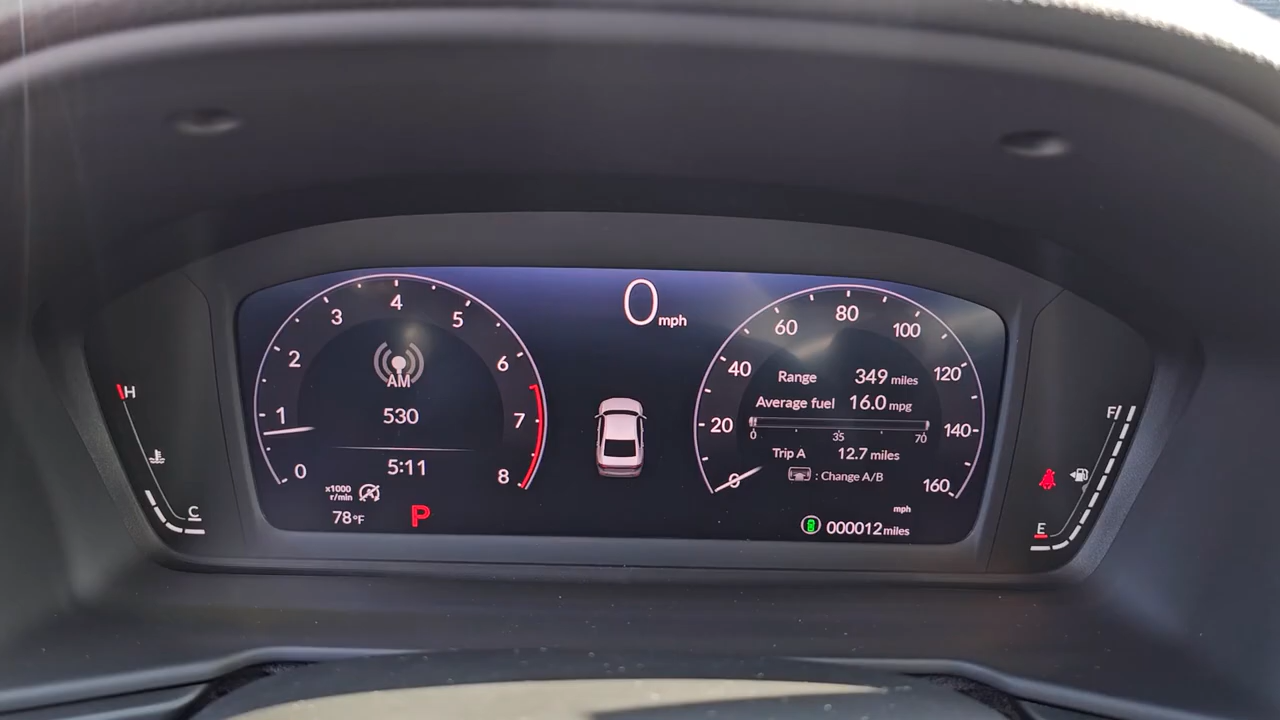 H
C
4
3
5
2
6
1
7
0
8
AM
530
5:11
x1000
r/min
78°F
P
0 mph
80
60
100
40
120
20
140
0
160
Range 349 miles
Average fuel 16.0 mpg
0 35 70
Trip A 12.7 miles
: Change A/B
mph
000012 miles
F
E